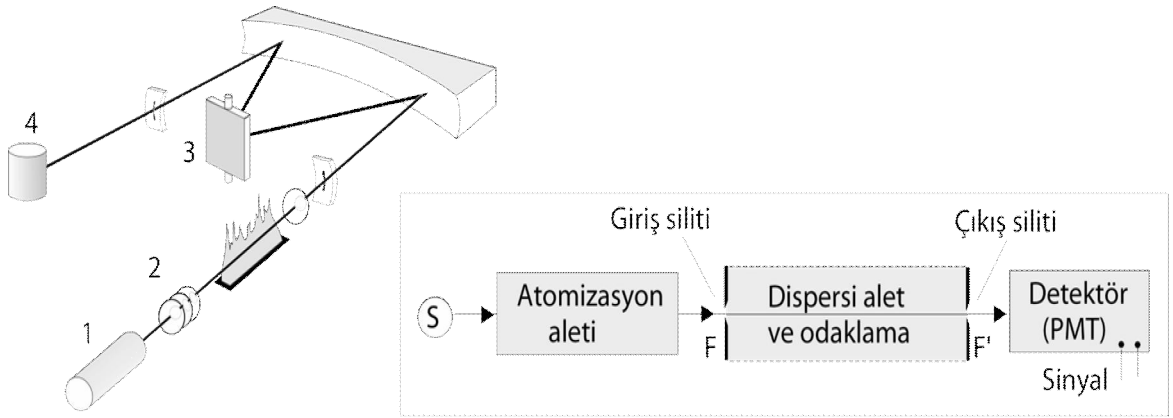 4
3
2
1
Giriş siliti
Çıkış siliti
S
Atomizasyon
aleti
F
Dispersi alet
ve odaklama
F'
Detektör
(PMT)
Sinyal